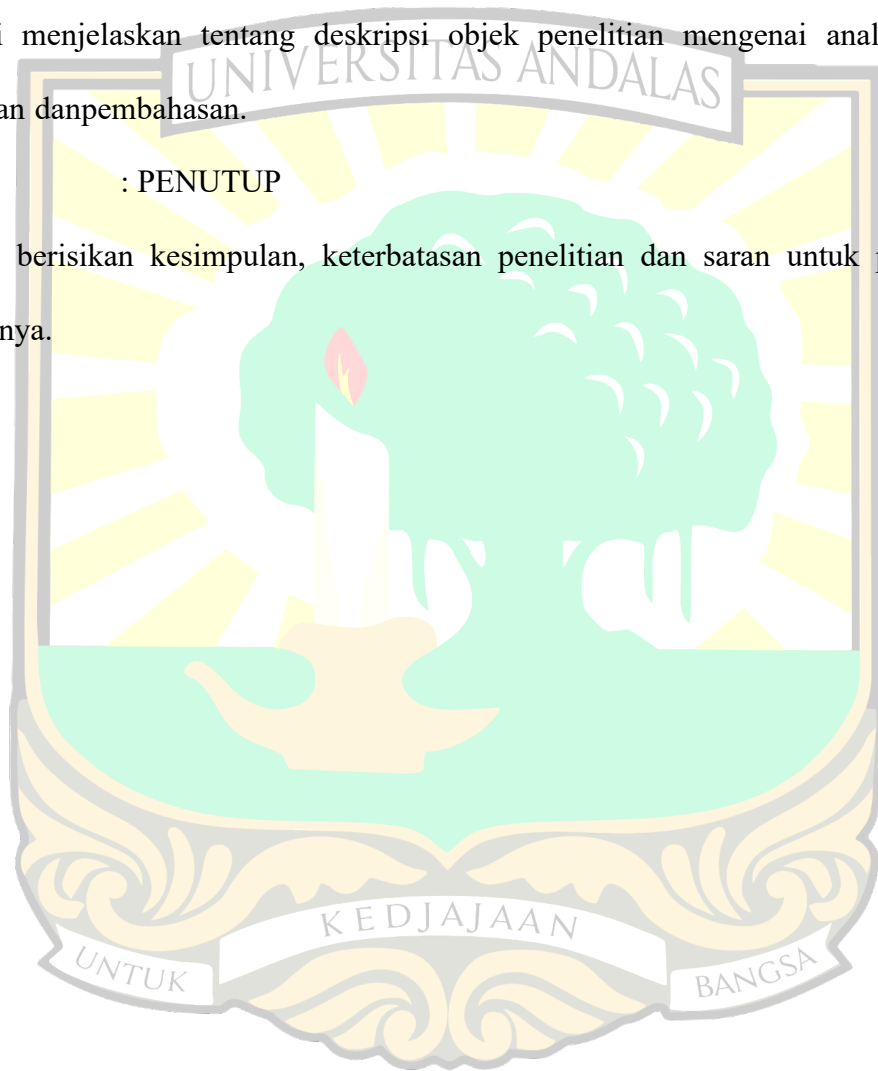 i menjelaskan tentang deskripsi objek penelitian mengenai anal
UNIVERSITAS ANDALAS
an danpembahasan.
: PENUTUP
berisikan kesimpulan, keterbatasan penelitian dan saran untuk p
nya.
UNTUK KEDJAJAAN BANGSA